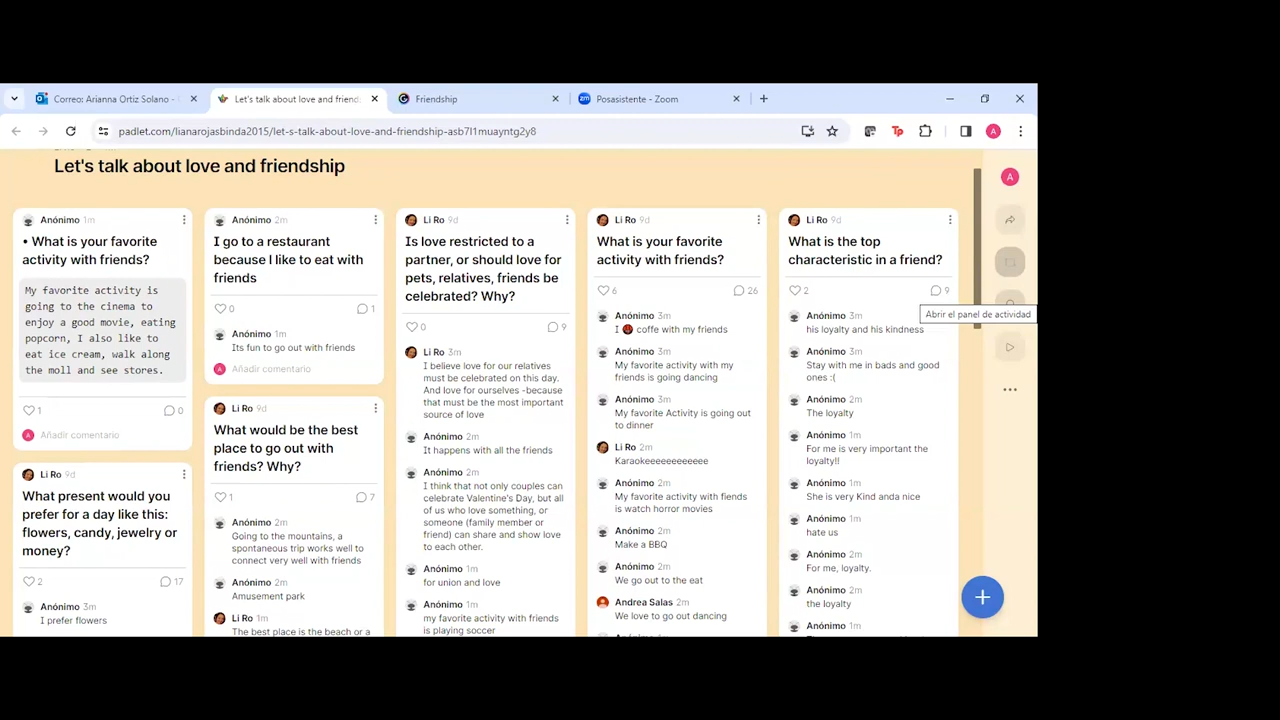 Correo: Arianna Ortiz Solano -
Let's talk about love and friend
Friendship
Posasistente - Zoom
padlet.com/lianarojasbinda2015/let-s-talk-about-love-and-friendship-asb7l1muayntg2y8
Tp
A
Let's talk about love and friendship
A
Anónimo 1m
• What is your favorite
activity with friends?
My favorite activity is
going to the cinema to
enjoy a good movie, eating
popcorn, I also like to
eat ice cream, walk along
the moll and see stores.
1
0
A Añadir comentario
Li Ro 9d
What present would you
prefer for a day like this:
flowers, candy, jewelry or
money?
2
17
Anónimo 3m
I prefer flowers
Anónimo 2m
I go to a restaurant
because I like to eat with
friends
0
1
Anónimo 1m
Its fun to go out with friends
A Añadir comentario
Li Ro 9d
What would be the best
place to go out with
friends? Why?
1
7
Anónimo 2m
Going to the mountains, a
spontaneous trip works well to
connect very well with friends
Anónimo 2m
Amusement park
Li Ro 1m
The best place is the beach or a
Li Ro 9d
Is love restricted to a
partner, or should love for
pets, relatives, friends be
celebrated? Why?
0
9
Li Ro 3m
I believe love for our relatives
must be celebrated on this day.
And love for ourselves -because
that must be the most important
source of love
Anónimo 2m
It happens with all the friends
Anónimo 2m
I think that not only couples can
celebrate Valentine's Day, but all
of us who love something, or
someone (family member or
friend) can share and show love
to each other.
Anónimo 1m
for union and love
Anónimo 1m
my favorite activity with friends
is playing soccer
Li Ro 9d
What is your favorite
activity with friends?
6
26
Anónimo 3m
I coffe with my friends
Anónimo 3m
My favorite activity with my
friends is going dancing
Anónimo 3m
My favorite Activity is going out
to dinner
Li Ro 2m
Karaokeeeeeeeeeeee
Anónimo 2m
My favorite activity with fiends
is watch horror movies
Anónimo 2m
Make a BBQ
Anónimo 2m
We go out to the eat
Andrea Salas 2m
We love to go out dancing
Li Ro 9d
What is the top
characteristic in a friend?
2
9
Abrir el panel de actividad
Anónimo 3m
his loyalty and his kindness
Anónimo 3m
Stay with me in bads and good
ones :(
Anónimo 2m
The loyalty
Anónimo 1m
For me is very important the
loyalty!!
Anónimo 1m
She is very Kind anda nice
Anónimo 1m
hate us
Anónimo 2m
For me, loyalty.
Anónimo 2m
the loyalty
Anónimo 1m